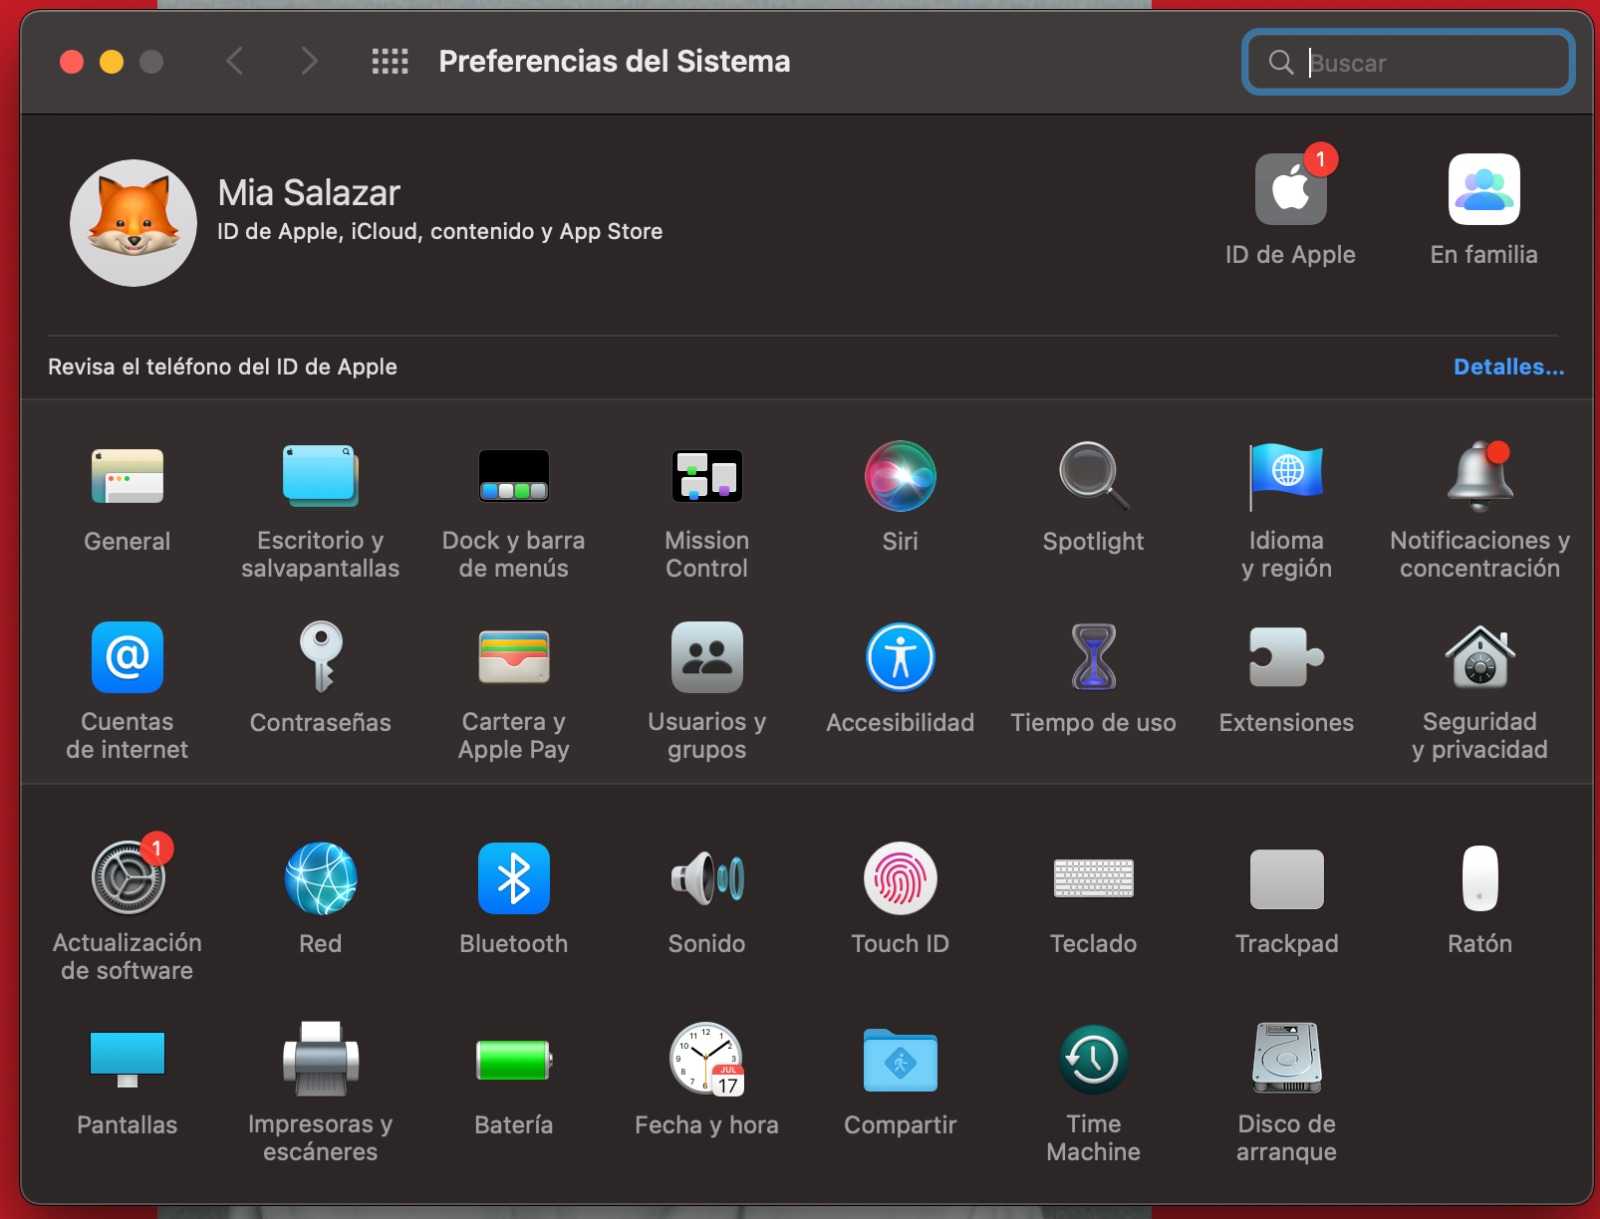 Preferencias del Sistema
Buscar
Mia Salazar
ID de Apple, iCloud, contenido y App Store
1
ID de Apple
En familia
Revisa el teléfono del ID de Apple
Detalles...
General
Escritorio y
salvapantallas
Dock y barra
de menús
Mission
Control
Siri
Spotlight
Idioma
y región
Notificaciones y
concentración
Cuentas
de internet
Contraseñas
Cartera y
Apple Pay
Usuarios y
grupos
Accesibilidad
Tiempo de uso
Extensiones
Seguridad
y privacidad
1
Actualización
de software
Red
Bluetooth
Sonido
Touch ID
Teclado
Trackpad
Ratón
Pantallas
Impresoras y
escáneres
Batería
JUL
17
Fecha y hora
Compartir
Time
Machine
Disco de
arranque